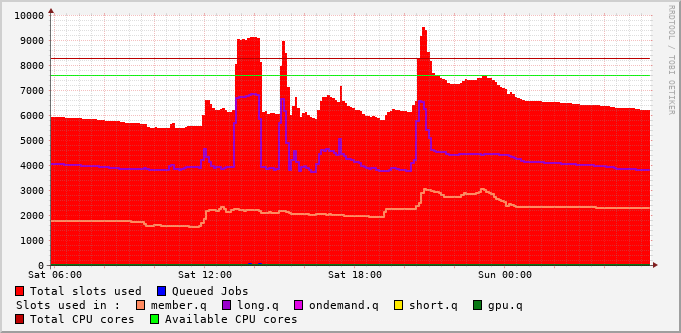 10000
9000
8000
7000
6000
5000
4000
3000
2000
1000
0
Sat 06:00 Sat 12:00 Sat 18:00 Sun 00:00
Total slots used Queued Jobs
Slots used in : member.q long.q ondemand.q short.q gpu.q
Total CPU cores Available CPU cores
RRDTOOL / TOBI OETIKER